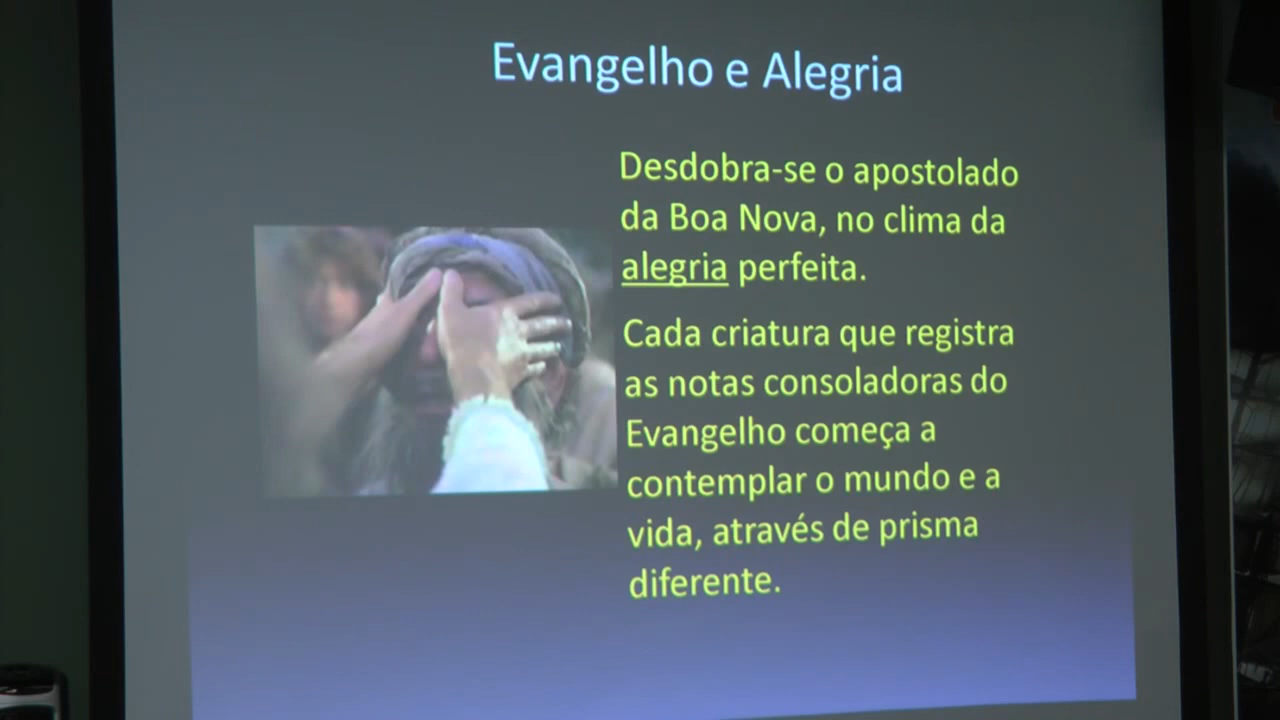 Evangelho e Alegria
Desdobra-se o apostolado
da Boa Nova, no clima da
alegria perfeita.
Cada criatura que registra
as notas consoladoras do
Evangelho começa a
contemplar o mundo e a
vida, através de prisma
diferente.